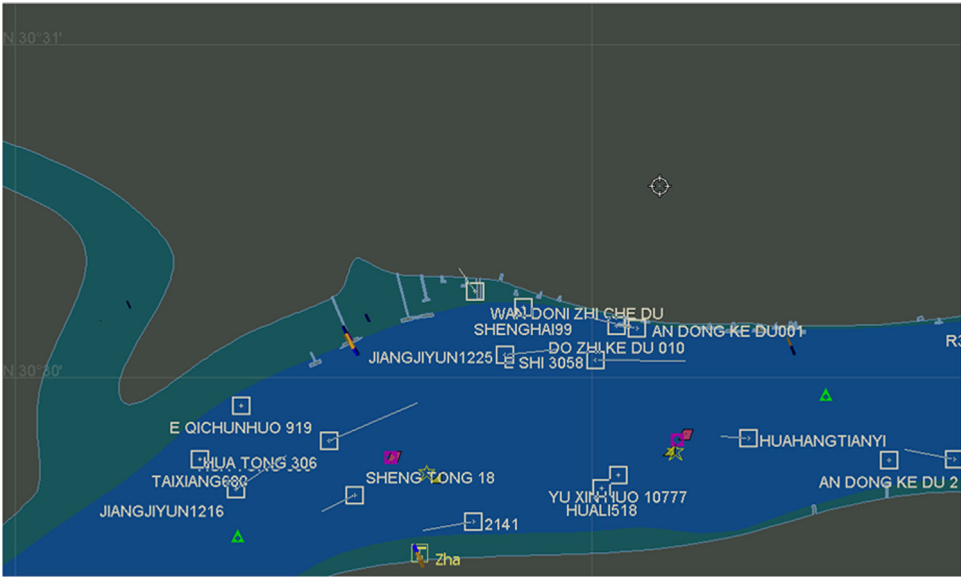 N 30°31'
WAN DONI ZHI CHE DU
SHENGHAI99
AN DONG KE DU001
R3
DO ZHI KE DU 010
JIANGJIYUN1225
E SHI 3058
N 30°30'
E QICHUNHUO 919
HUAHANGTIANYI
HUA TONG 306
SHENG TONG 18
TAIXIANG680
AN DONG KE DU 2
YU XIN HUO 10777
HUALI518
JIANGJIYUN1216
2141
Zha